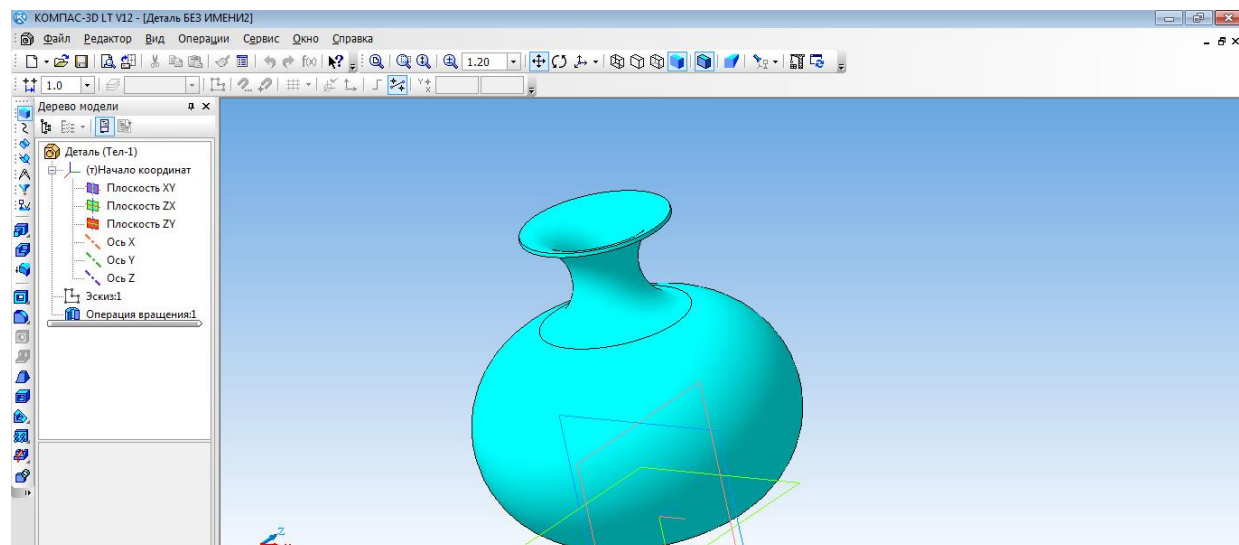 КОМПАС-3D LT V12 - [Деталь БЕЗ ИМЕНИ2]
Файл Редактор Вид Операции Сервис Окно Справка
1.20
1.0
Дерево модели
Деталь (Тел-1)
(т)Начало координат
Плоскость XY
Плоскость ZX
Плоскость ZY
Ось X
Ось Y
Ось Z
Эскиз:1
Операция вращения:1
Z